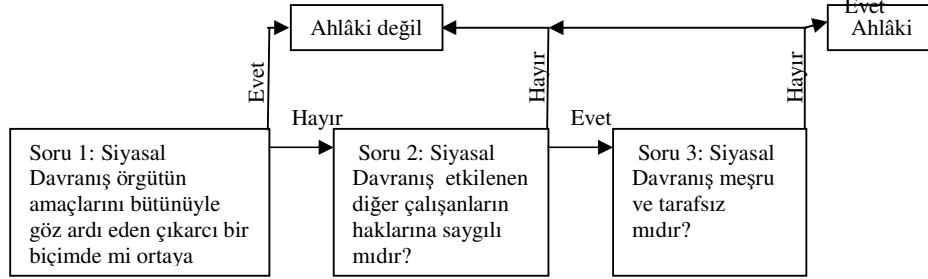 Evet
Ahlâki değil
Ahlâki
Evet
Hayır
Hayır
Evet
Hayır
Soru 1: Siyasal
Davranış örgütün
amaçlarını bütünüyle
göz ardı eden çıkarcı bir
biçimde mi ortaya
Soru 2: Siyasal
Davranış etkilenen
diğer çalışanların
haklarına saygılı
mıdır?
Soru 3: Siyasal
Davranış meşru
ve tarafsız
mıdır?